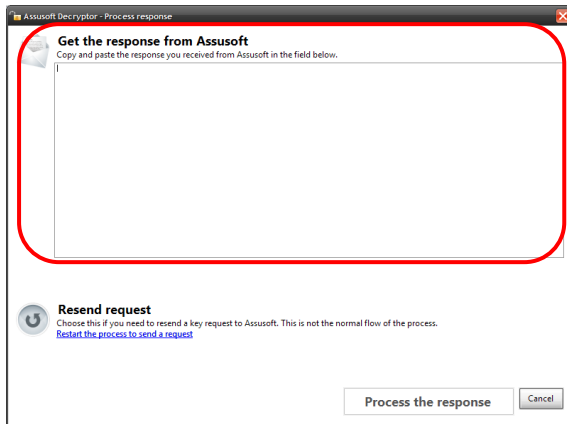 Assusoft Decryptor - Process response
Get the response from Assusoft
Copy and paste the response you received from Assusoft in the field below.
Resend request
Choose this if you need to resend a key request to Assusoft. This is not the normal flow of the process.
Restart the process to send a request
Process the response
Cancel